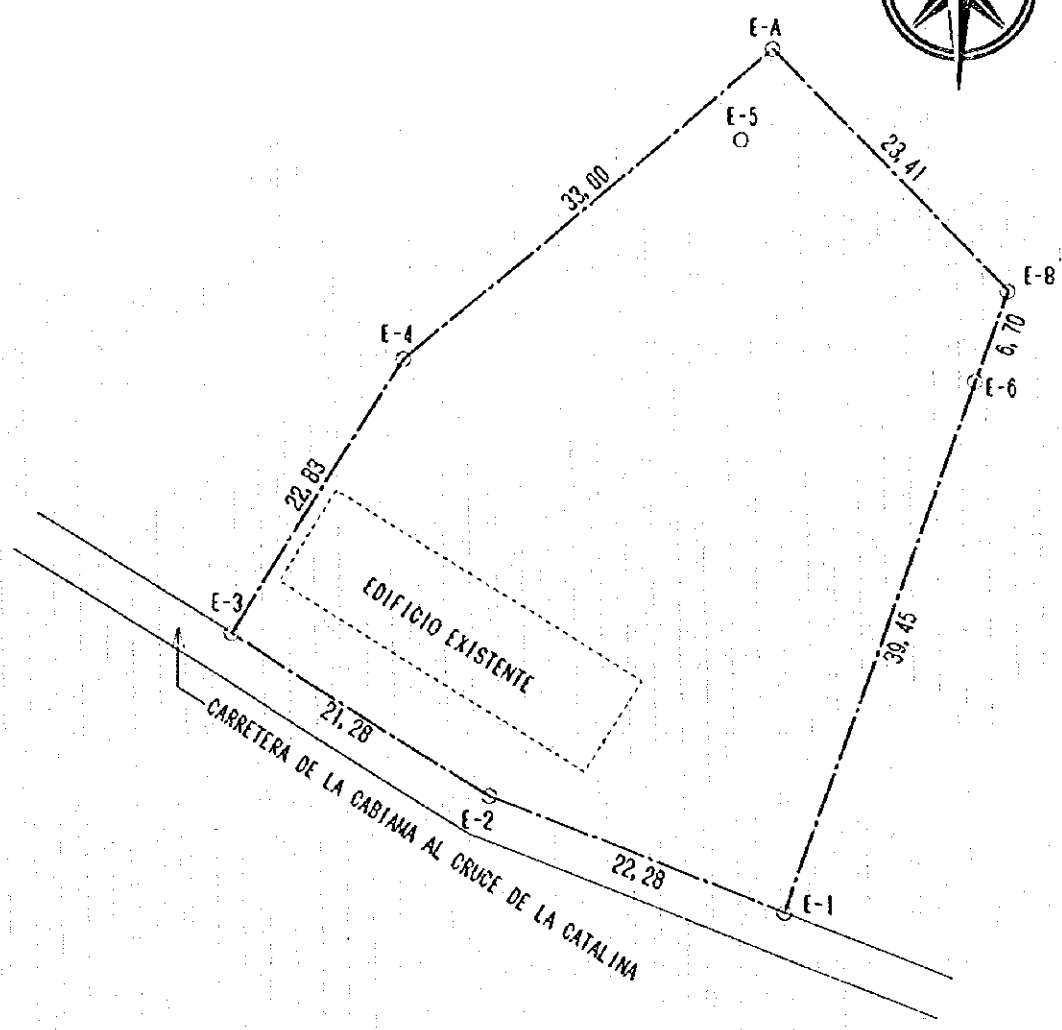 E-A
E-5
23,41
33,00
E-8
6,70
E-4
E-6
22,83
EDIFICIO EXISTENTE
E-3
39,45
21,28
CARRETERA DE LA CABIAMA AL CRUCE DE LA CATALINA
E-2
22,28
E-1